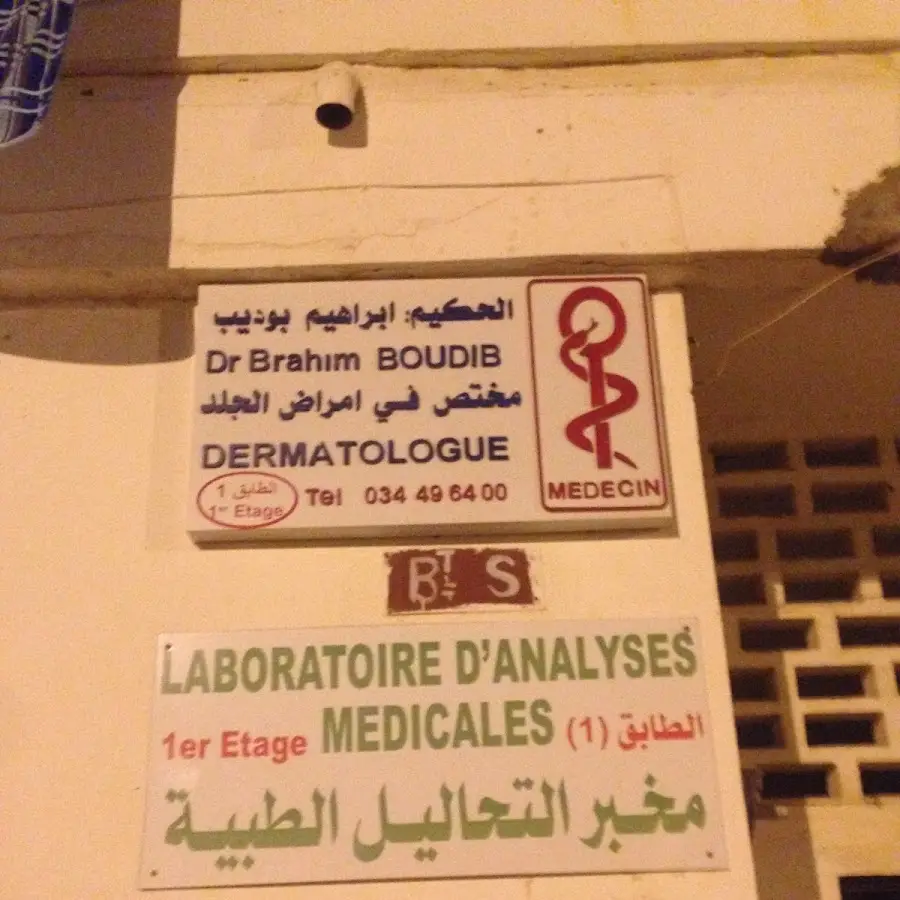 الحكيم: ابراهيم بوديب
Dr Brahim BOUDIB
مختص في امراض الجلد
DERMATOLOGUE
الطابق 1
1er Etage
Tel 034 49 64 00
MEDECIN
BT S
LABORATOIRE D'ANALYSES
1er Etage MEDICALES الطابق (1)
مخبر التحاليل الطبية